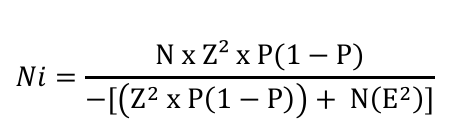 Ni = N x Z² x P(1 − P)
−[(Z² x P(1 − P)) + N(E²)]